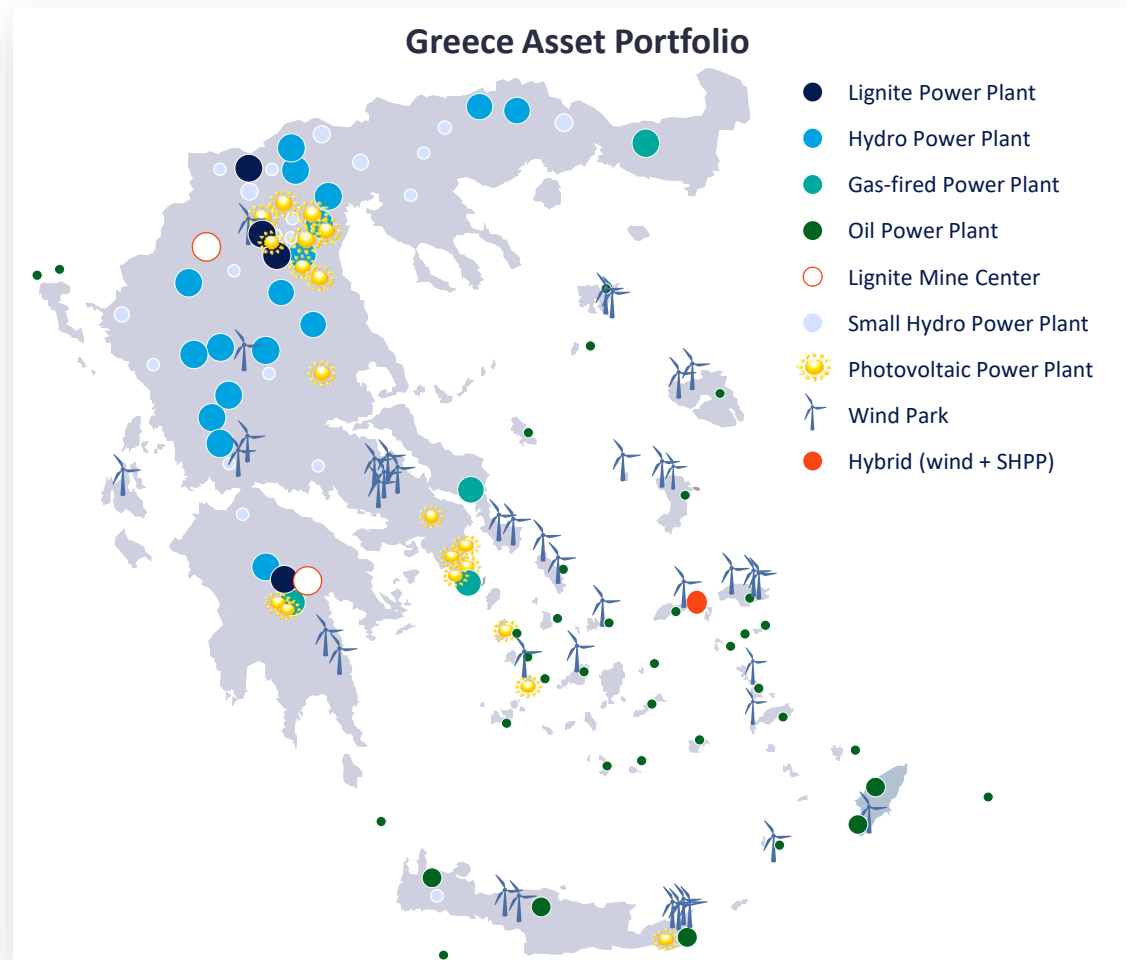 Greece Asset Portfolio
Lignite Power Plant
Hydro Power Plant
Gas-fired Power Plant
Oil Power Plant
Lignite Mine Center
Small Hydro Power Plant
Photovoltaic Power Plant
Wind Park
Hybrid (wind + SHPP)